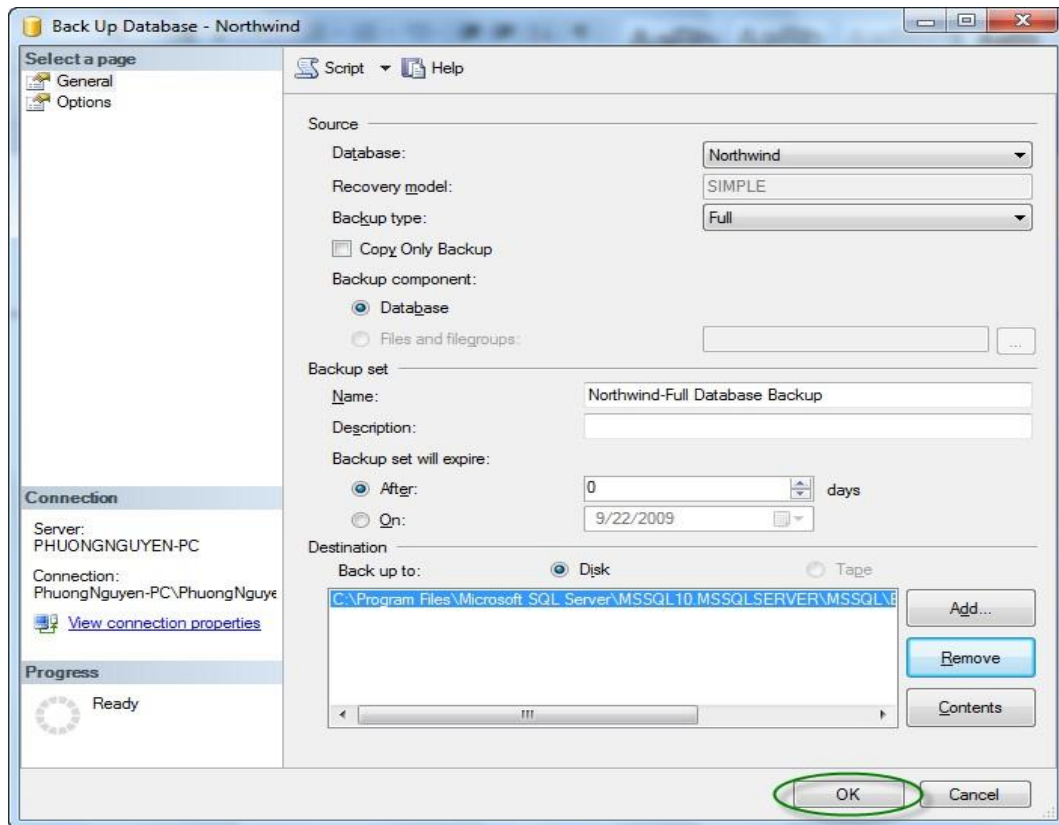 Back Up Database - Northwind
Select a page
General
Options
Script Help
Source
Database: Northwind
Recovery model: SIMPLE
Backup type: Full
Copy Only Backup
Backup component:
Database
Files and filegroups: ...
Backup set
Name: Northwind-Full Database Backup
Description:
Backup set will expire:
After: 0 days
On: 9/22/2009
Destination
Back up to: Disk Tape
C:\Program Files\Microsoft SQL Server\MSSQL10.MSSQLSERVER\MSSQL\
Add...
Remove
Contents
Connection
Server:
PHUONGNGUYEN-PC
Connection:
PhuongNguyen-PC\PhuongNguye
View connection properties
Progress
Ready
OK Cancel